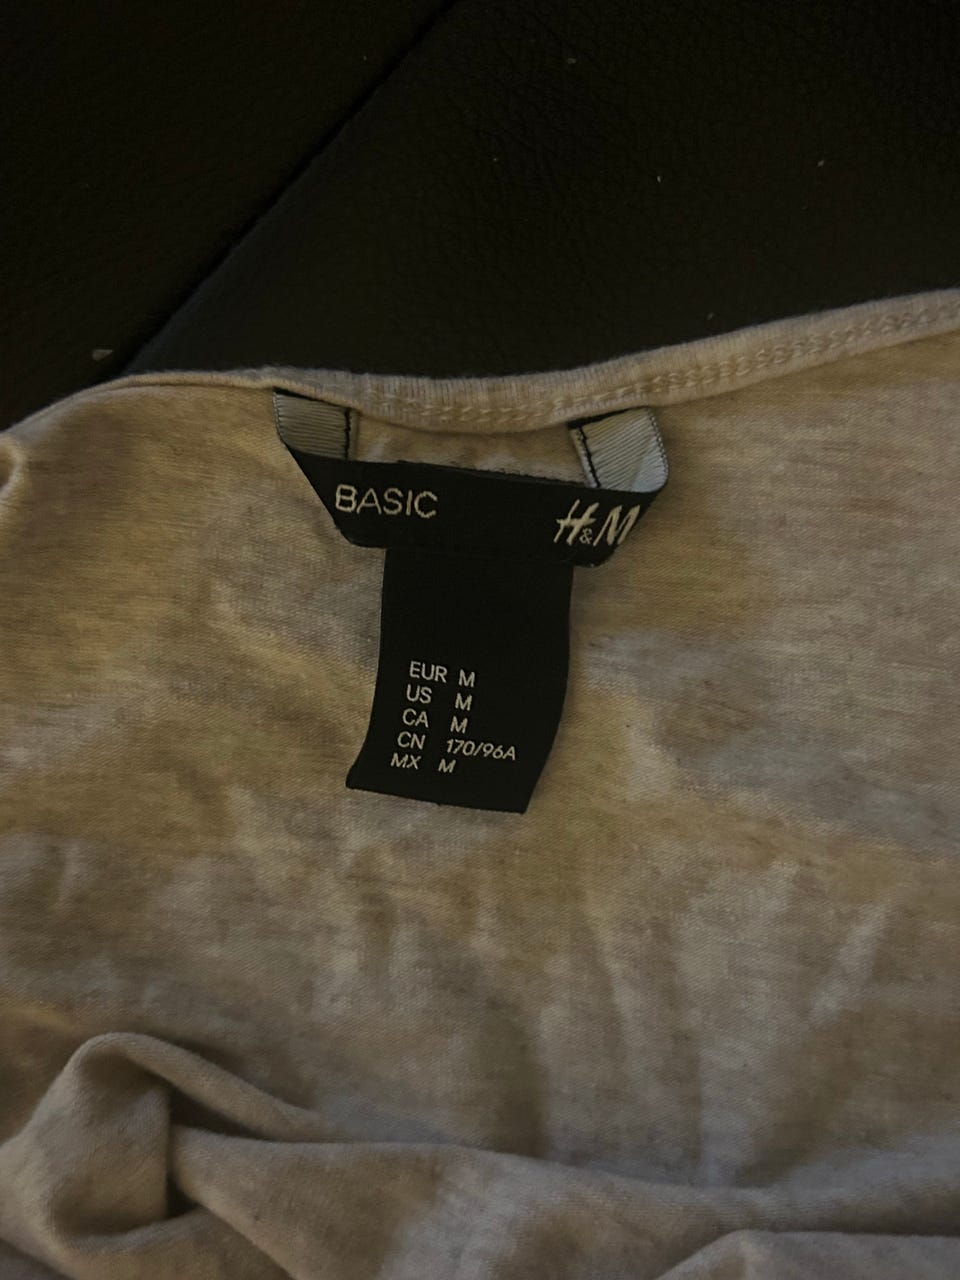 BASIC H&M
EUR M
US M
CA M
CN 170/96A
MX M